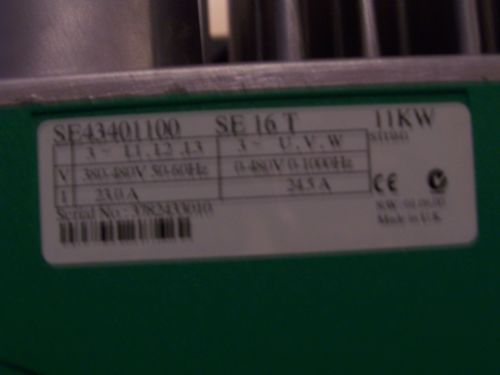 SE43401100 SE 16 T 11KW
3 ~ L1, L2, L3 3 ~ U, V, W
V 380-480V 50-60Hz 0-480V 0-1000Hz
I 23.0 A 24.5 A
CE
Serial No: 3782433010
Made in U.K